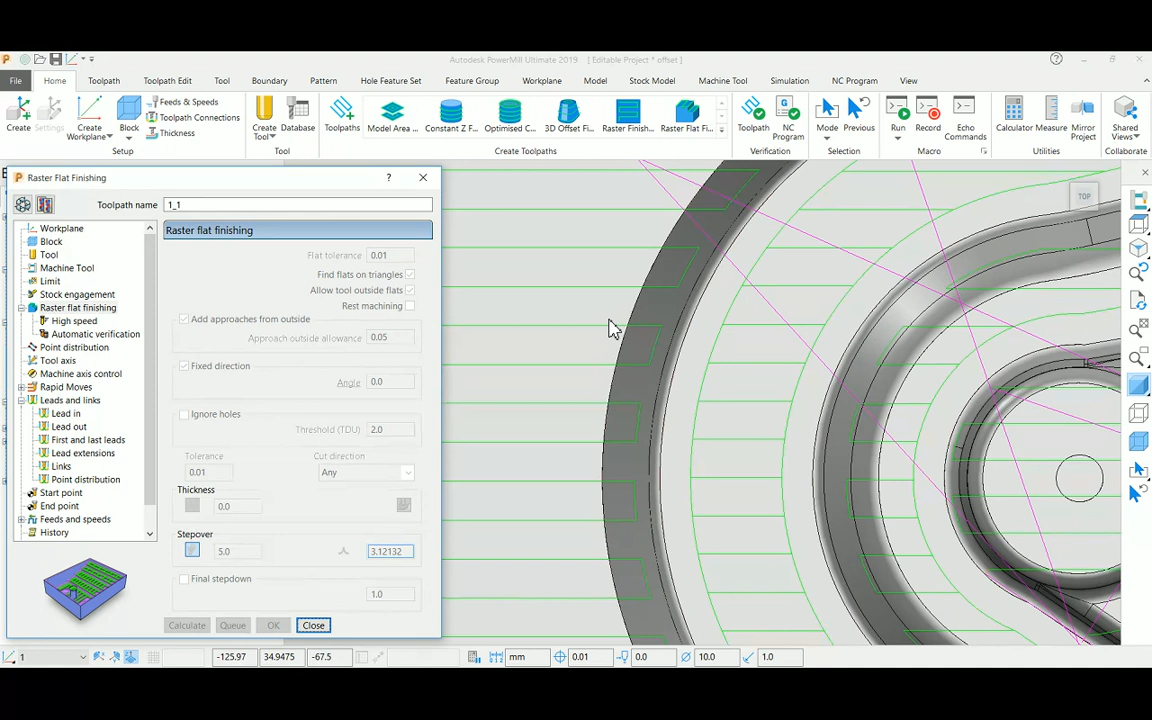 Autodesk PowerMill Ultimate 2019 [ Editable Project * offset ]
File Home Toolpath Toolpath Edit Tool Boundary Pattern Hole Feature Set Feature Group Workplane Model Stock Model Machine Tool Simulation NC Program View
Create Settings Create Workplane Block
Feeds & Speeds
Toolpath Connections
Thickness
Create Tool Database Toolpaths Model Area ... Constant Z F... Optimised C... 3D Offset Fi... Raster Finish... Raster Flat Fi... Toolpath NC Program Mode Previous Run Record Echo Commands Calculator Measure Mirror Project Shared Views
Setup Tool Create Toolpaths Verification Selection Macro Utilities Collaborate
Raster Flat Finishing ?
Toolpath name 1_1
Workplane
Block
Tool
Machine Tool
Limit
Stock engagement
Raster flat finishing
High speed
Automatic verification
Point distribution
Tool axis
Machine axis control
Rapid Moves
Leads and links
Lead in
Lead out
First and last leads
Lead extensions
Links
Point distribution
Start point
End point
Feeds and speeds
History
Raster flat finishing
Flat tolerance 0.01
Find flats on triangles
Allow tool outside flats
Rest machining
Add approaches from outside
Approach outside allowance 0.05
Fixed direction
Angle 0.0
Ignore holes
Threshold (TDU) 2.0
Tolerance Cut direction
0.01 Any
Thickness
0.0
Stepover
5.0 3.12132
Final stepdown
1.0
Calculate Queue OK Close
TOP
1 -125.97 34.9475 -67.5 mm 0.01 0.0 10.0 1.0